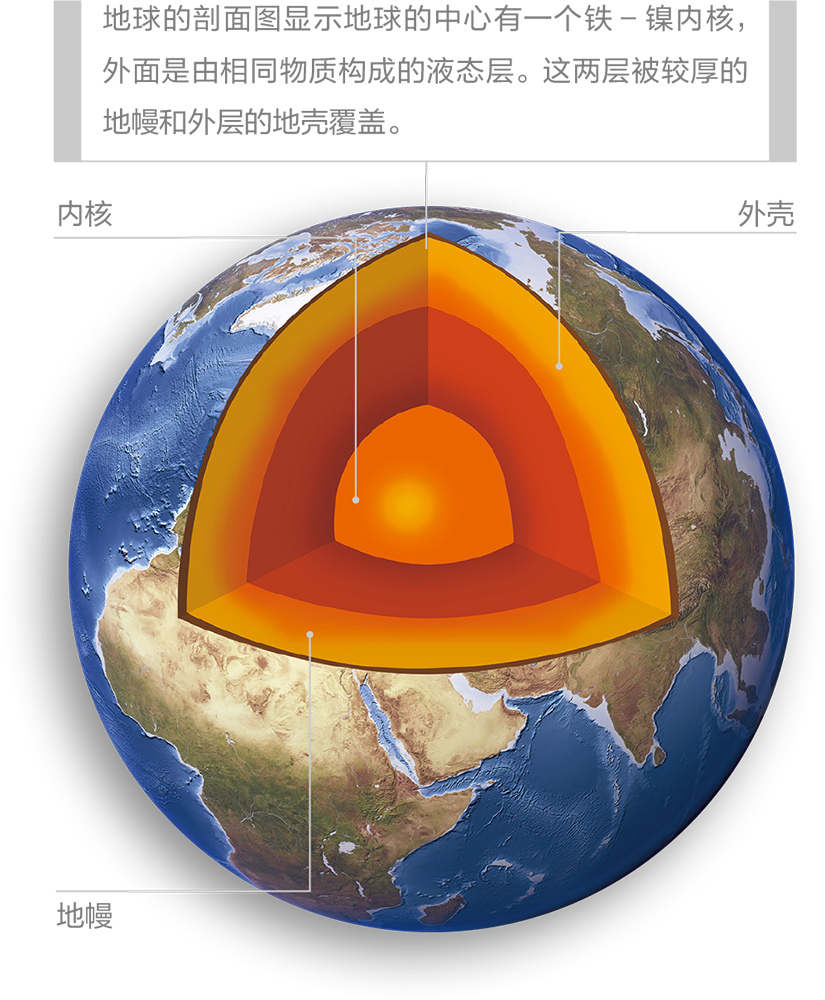 地球的剖面图显示地球的中心有一个铁－镍内核，
外面是由相同物质构成的液态层。这两层被较厚的
地幔和外层的地壳覆盖。
内核
外壳
地幔